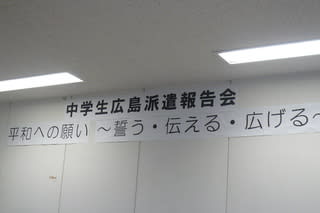 中学生広島派遣報告会
平和への願い ～誓う・伝える・広げる～